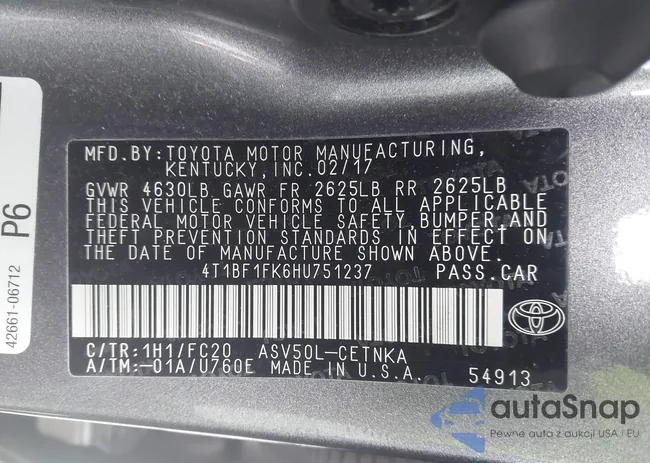 MFD.BY:TOYOTA MOTOR MANUFACTURING,
KENTUCKY, INC.02/17
GVWR 4630LB GAWR FR 2625LB RR 2625LB
THIS VEHICLE CONFORMS TO ALL APPLICABLE
FEDERAL MOTOR VEHICLE SAFETY, BUMPER,AND
THEFT PREVENTION STANDARDS IN EFFECT ON
THE DATE OF MANUFACTURE SHOWN ABOVE.
4T1BF1FK6HU751237 PASS.CAR
C/TR:1H1/FC20 ASV50L-CETNKA
A/TM:-01A/U760E MADE IN U.S.A. 54913
P6
42661-06712
autaSnap
Pewne auta z aukcji USA i EU